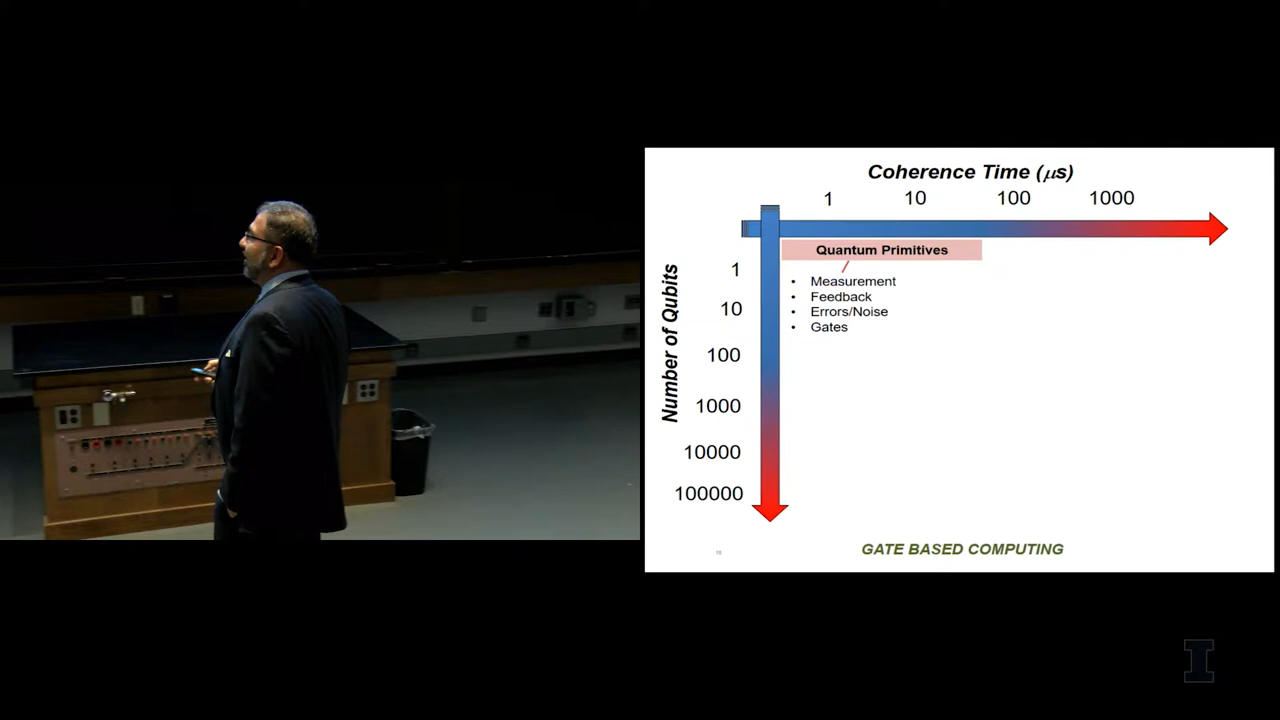 Coherence Time (μs)
1 10 100 1000
Number of Qubits
1
10
100
1000
10000
100000
Quantum Primitives
• Measurement
• Feedback
• Errors/Noise
• Gates
16
GATE BASED COMPUTING
I